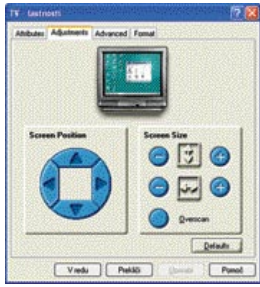 TV - lastnosti
Attributes Adjustments Advanced Format
Screen Position
Screen Size
Overscan
Defaults
V redu Prekliči Uporabi Pomoč